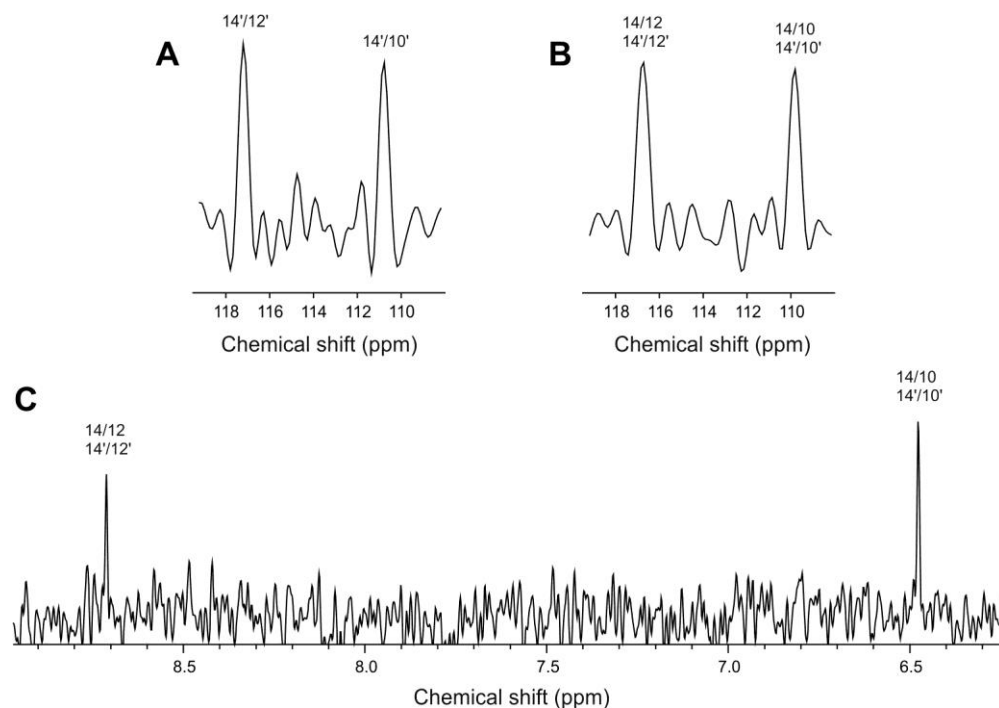 A
14'/12'
14'/10'
118 116 114 112 110
Chemical shift (ppm)
B
14/12
14'/12'
14/10
14'/10'
118 116 114 112 110
Chemical shift (ppm)
C
14/12
14'/12'
14/10
14'/10'
8.5 8.0 7.5 7.0 6.5
Chemical shift (ppm)